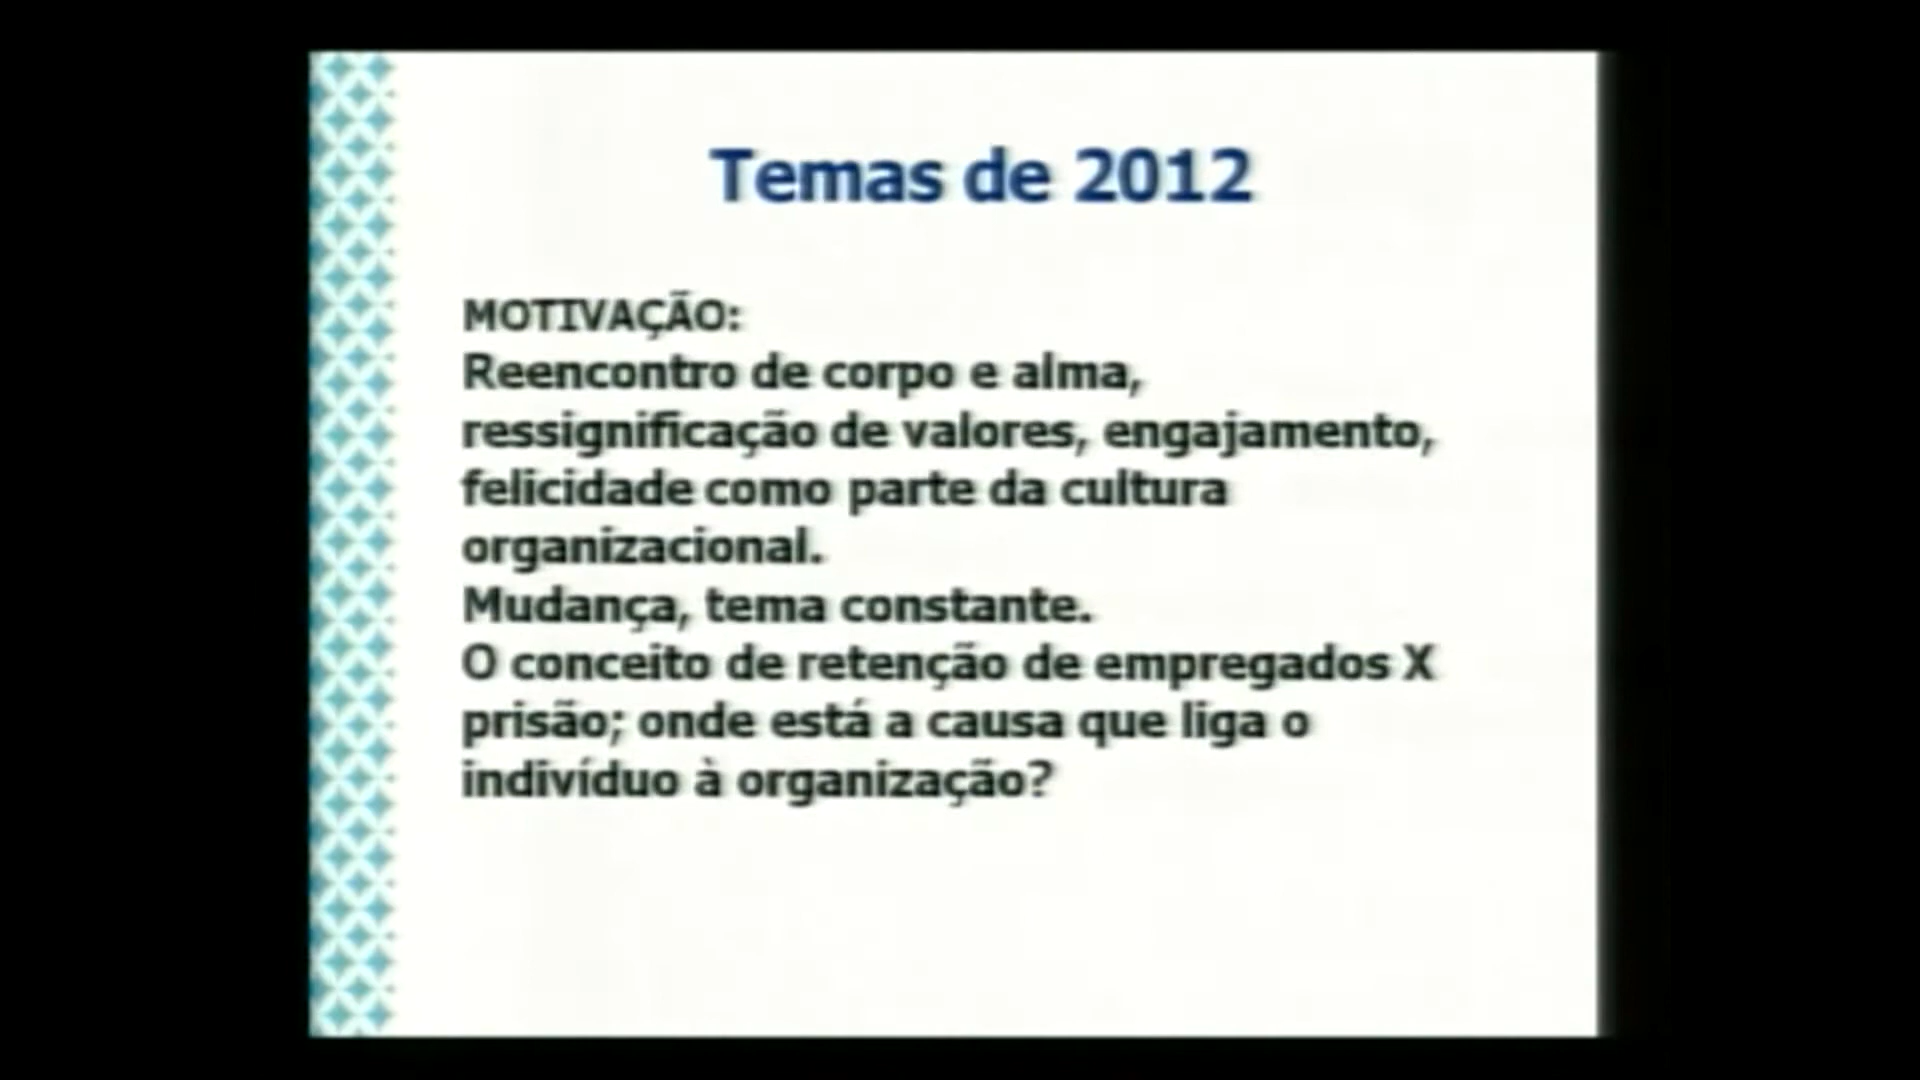 Temas de 2012
MOTIVAÇÃO:
Reencontro de corpo e alma,
ressignificação de valores, engajamento,
felicidade como parte da cultura
organizacional.
Mudança, tema constante.
O conceito de retenção de empregados X
prisão; onde está a causa que liga o
indivíduo à organização?